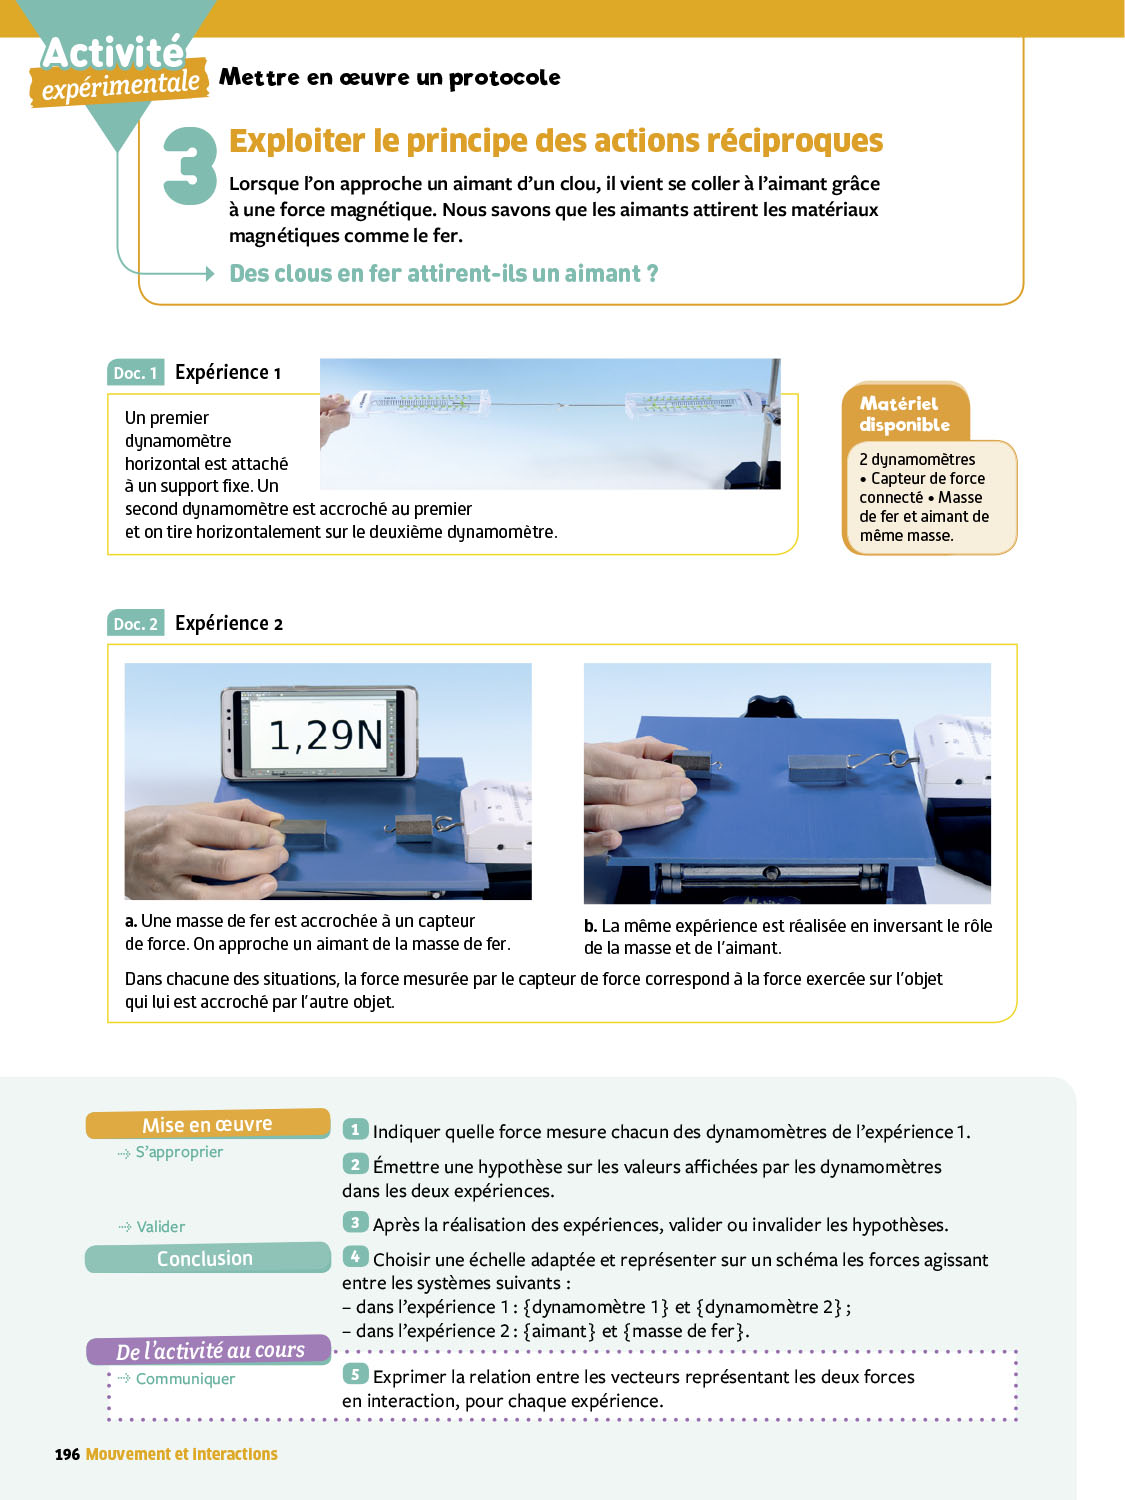 Activité
expérimentale
Mettre en œuvre un protocole
3
Exploiter le principe des actions réciproques
Lorsque l'on approche un aimant d'un clou, il vient se coller à l'aimant grâce
à une force magnétique. Nous savons que les aimants attirent les matériaux
magnétiques comme le fer.
Des clous en fer attirent-ils un aimant ?
Doc. 1 Expérience 1
Un premier
dynamomètre
horizontal est attaché
à un support fixe. Un
second dynamomètre est accroché au premier
et on tire horizontalement sur le deuxième dynamomètre.
Matériel
disponible
2 dynamomètres
• Capteur de force
connecté • Masse
de fer et aimant de
même masse.
Doc. 2 Expérience 2
1,29N
a. Une masse de fer est accrochée à un capteur
de force. On approche un aimant de la masse de fer.
b. La même expérience est réalisée en inversant le rôle
de la masse et de l'aimant.
Dans chacune des situations, la force mesurée par le capteur de force correspond à la force exercée sur l'objet
qui lui est accroché par l'autre objet.
Mise en œuvre
S'approprier
1 Indiquer quelle force mesure chacun des dynamomètres de l'expérience 1.
2 Émettre une hypothèse sur les valeurs affichées par les dynamomètres
dans les deux expériences.
Valider
3 Après la réalisation des expériences, valider ou invalider les hypothèses.
Conclusion
4 Choisir une échelle adaptée et représenter sur un schéma les forces agissant
entre les systèmes suivants :
– dans l'expérience 1 : {dynamomètre 1} et {dynamomètre 2} ;
– dans l'expérience 2 : {aimant} et {masse de fer}.
De l'activité au cours
Communiquer
5 Exprimer la relation entre les vecteurs représentant les deux forces
en interaction, pour chaque expérience.
196 Mouvement et interactions